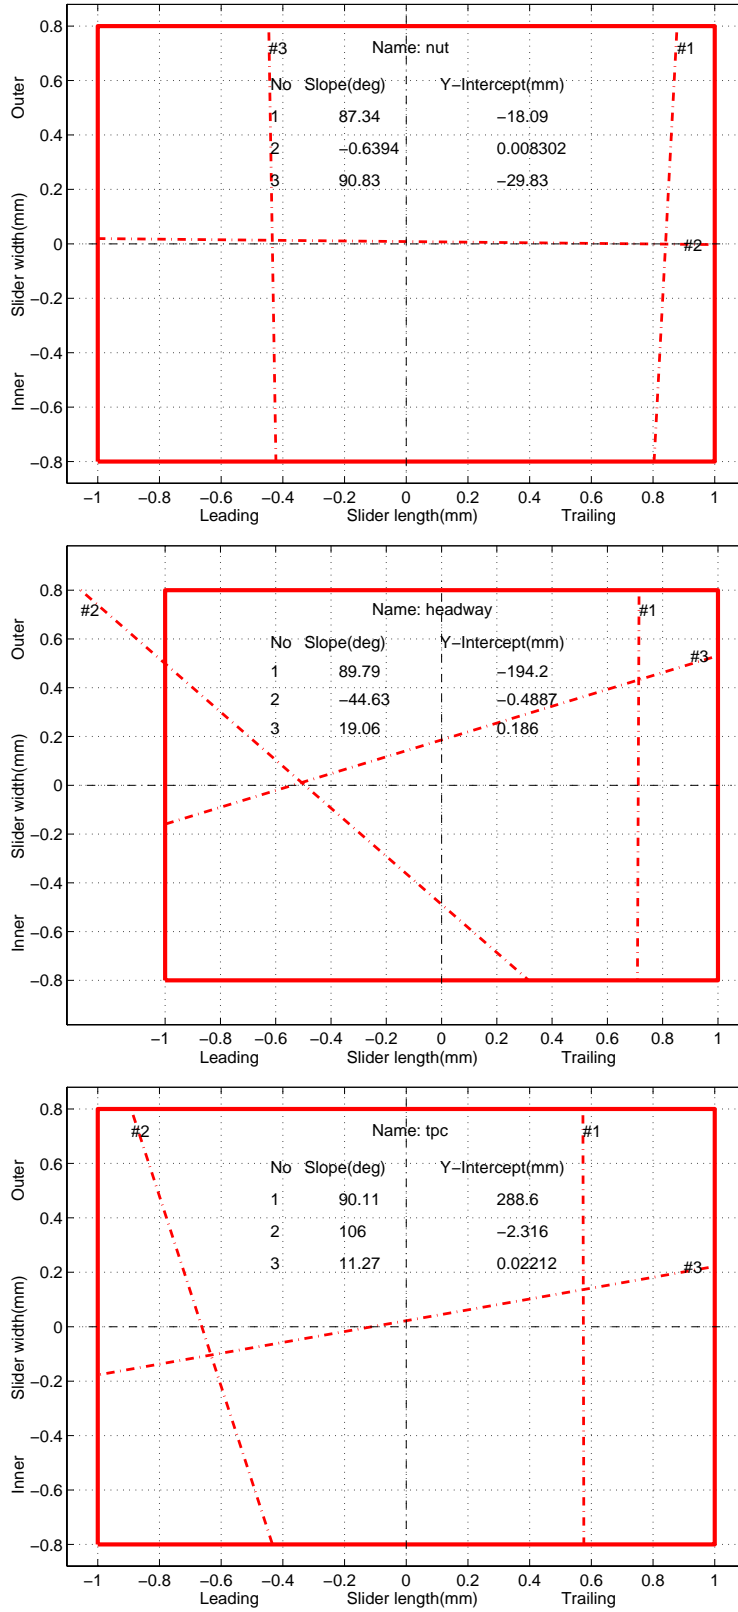 0.8
#3 Name: nut #1
0.6
No Slope(deg) Y−Intercept(mm)
1 87.34 −18.09
0.4
2 −0.6394 0.008302
3 90.83 −29.83
0.2
0
#2
−0.2
−0.4
−0.6
−0.8
Inner Slider width(mm) Outer
−1 −0.8 −0.6 −0.4 −0.2 0 0.2 0.4 0.6 0.8 1
Leading Slider length(mm) Trailing
0.8
#2 Name: headway #1
0.6
No Slope(deg) Y−Intercept(mm)
#3
1 89.79 −194.2
0.4
2 −44.63 −0.4887
3 19.06 0.186
0.2
0
−0.2
−0.4
−0.6
−0.8
Inner Slider width(mm) Outer
−1 −0.8 −0.6 −0.4 −0.2 0 0.2 0.4 0.6 0.8 1
Leading Slider length(mm) Trailing
0.8
#2 Name: tpc #1
0.6
No Slope(deg) Y−Intercept(mm)
1 90.11 288.6
0.4
2 106 −2.316
3 11.27 0.02212
#3
0.2
0
−0.2
−0.4
−0.6
−0.8
Inner Slider width(mm) Outer
−1 −0.8 −0.6 −0.4 −0.2 0 0.2 0.4 0.6 0.8 1
Leading Slider length(mm) Trailing